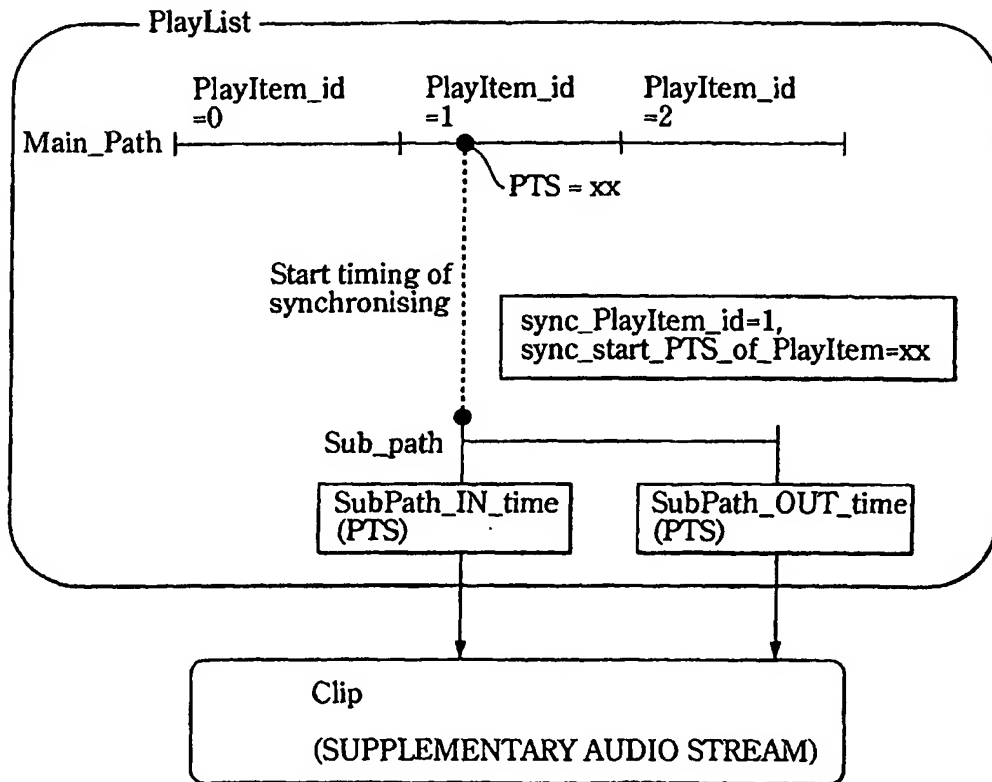 PlayList
PlayItem_id
=0
PlayItem_id
=1
PlayItem_id
=2
Main_Path
PTS = xx
Start timing of
synchronising
sync_PlayItem_id=1,
sync_start_PTS_of_PlayItem=xx
Sub_path
SubPath_IN_time
(PTS)
SubPath_OUT_time
(PTS)
Clip
(SUPPLEMENTARY AUDIO STREAM)